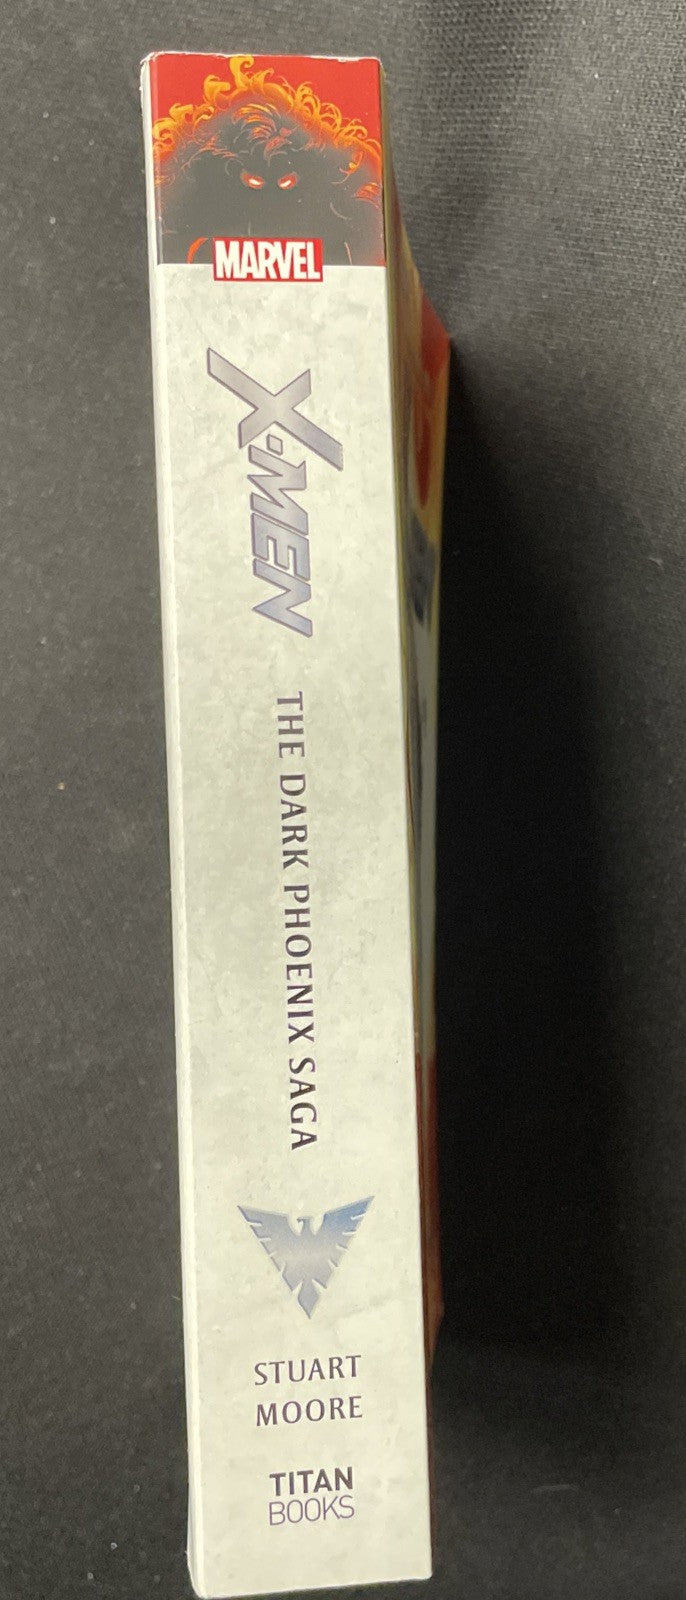 MARVEL
X-MEN
THE DARK PHOENIX SAGA
STUART
MOORE
TITAN
BOOKS